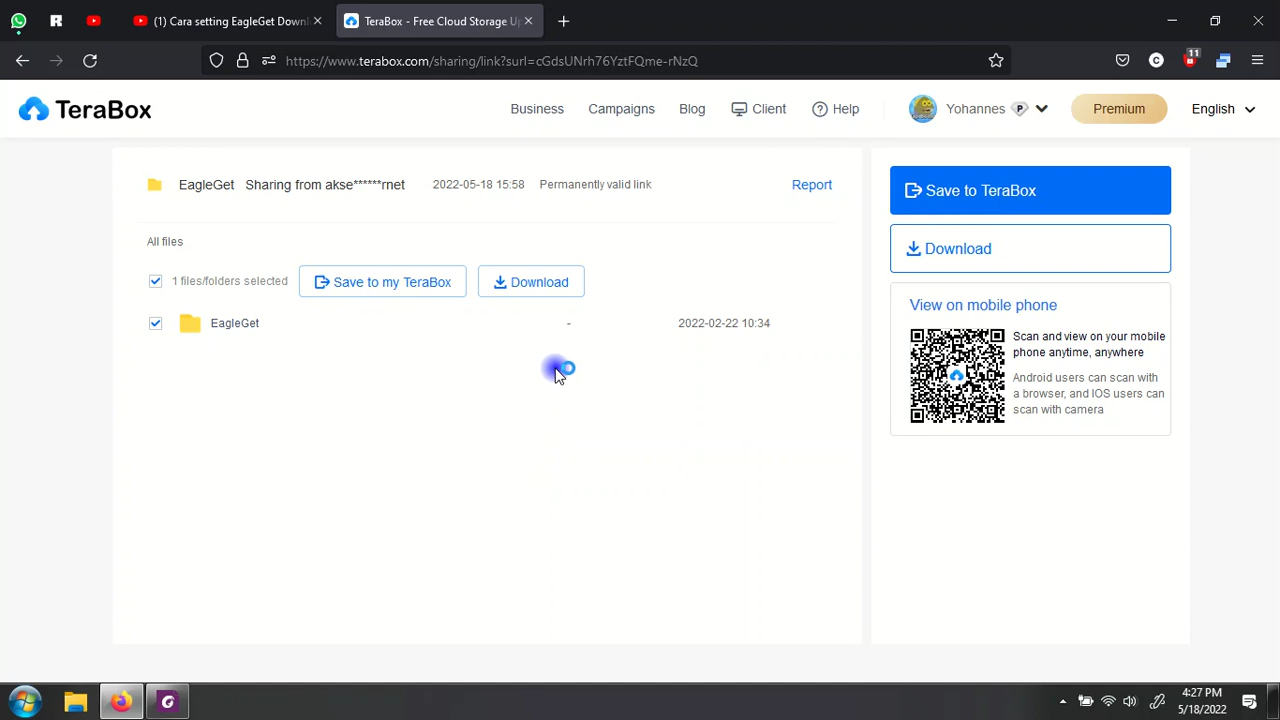 (1) Cara setting EagleGet Downl
TeraBox - Free Cloud Storage Up
https://www.terabox.com/sharing/link?surl=cGdsUNrh76YztFQme-rNzQ
11
TeraBox
Business
Campaigns
Blog
Client
Help
Yohannes
P
Premium
English
EagleGet Sharing from akse******rnet
2022-05-18 15:58
Permanently valid link
Report
All files
1 files/folders selected
Save to my TeraBox
Download
EagleGet
-
2022-02-22 10:34
Save to TeraBox
Download
View on mobile phone
Scan and view on your mobile
phone anytime, anywhere
Android users can scan with
a browser, and IOS users can
scan with camera
4:27 PM
5/18/2022